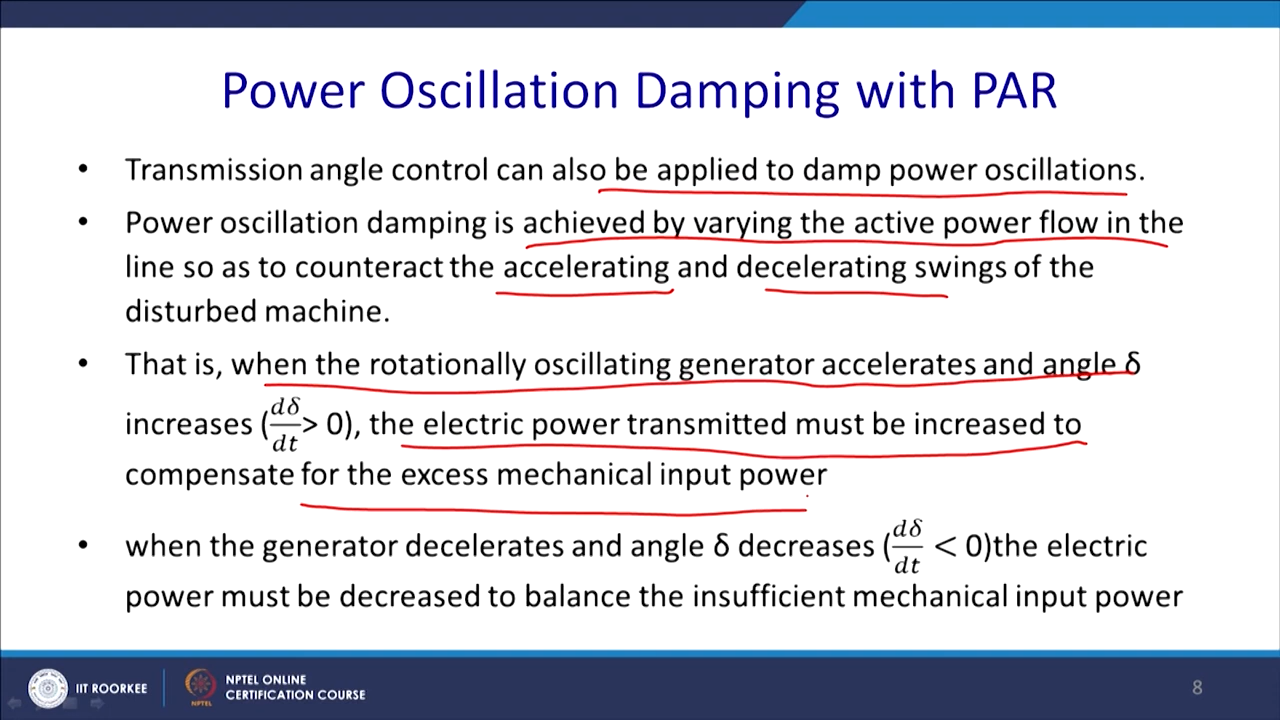 Power Oscillation Damping with PAR
• Transmission angle control can also be applied to damp power oscillations.
• Power oscillation damping is achieved by varying the active power flow in the
line so as to counteract the accelerating and decelerating swings of the
disturbed machine.
• That is, when the rotationally oscillating generator accelerates and angle δ
increases (dδ/dt> 0), the electric power transmitted must be increased to
compensate for the excess mechanical input power
• when the generator decelerates and angle δ decreases (dδ/dt < 0)the electric
power must be decreased to balance the insufficient mechanical input power
IIT ROORKEE
NPTEL
NPTEL ONLINE
CERTIFICATION COURSE
8